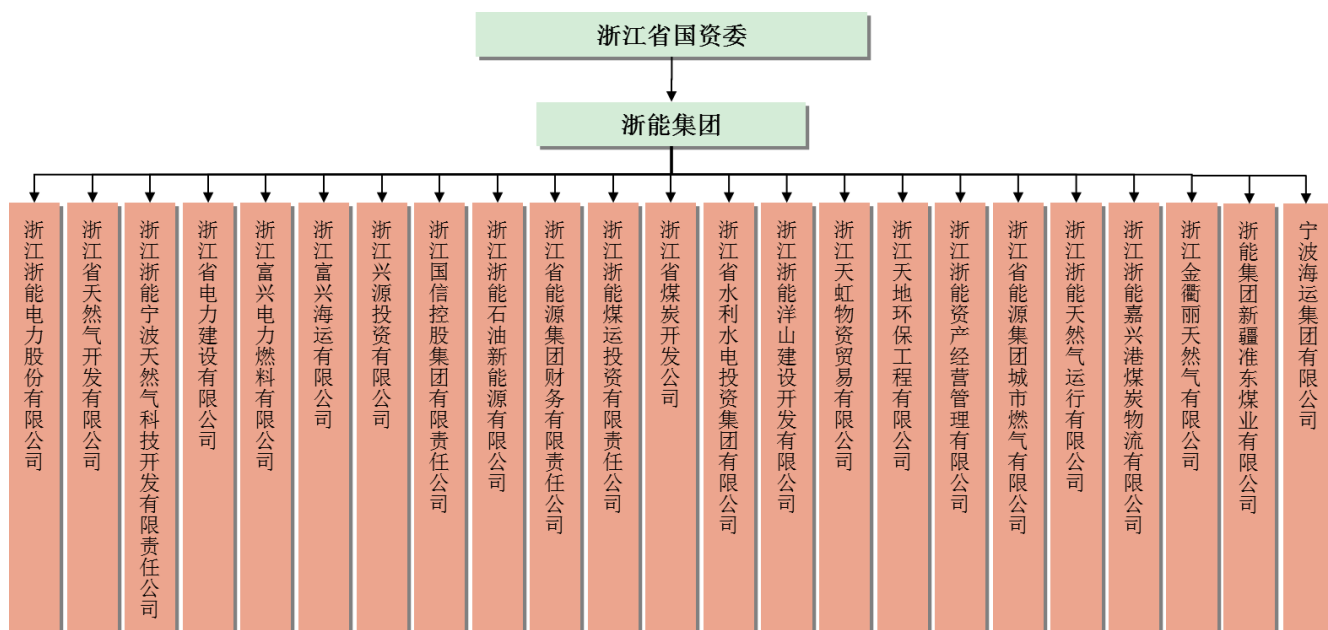 浙江省国资委
浙能集团
浙江浙能电力股份有限公司
浙江省天然气开发有限公司
浙江浙能宁波天然气科技开发有限责任公司
浙江省电力建设有限公司
浙江富兴电力燃料有限公司
浙江富兴海运有限公司
浙江兴源投资有限公司
浙江国信控股集团有限责任公司
浙江浙能石油新能源有限公司
浙江省能源集团财务有限责任公司
浙江浙能煤运投资有限责任公司
浙江省煤炭开发公司
浙江省水利水电投资集团有限公司
浙江浙能洋山建设开发有限公司
浙江天虹物资贸易有限公司
浙江天地环保工程有限公司
浙江浙能资产经营管理有限公司
浙江省能源集团城市燃气有限公司
浙江浙能天然气运行有限公司
浙江浙能嘉兴港煤炭物流有限公司
浙江金衢丽天然气有限公司
浙能集团新疆准东煤业有限公司
宁波海运集团有限公司